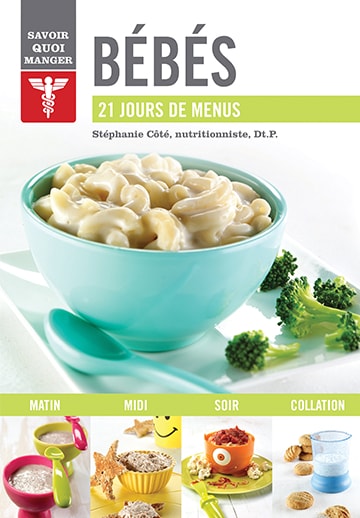 SAVOIR
QUOI
MANGER
BÉBÉS
21 JOURS DE MENUS
Stéphanie Côté, nutritionniste, Dt.P.
MATIN MIDI SOIR COLLATION